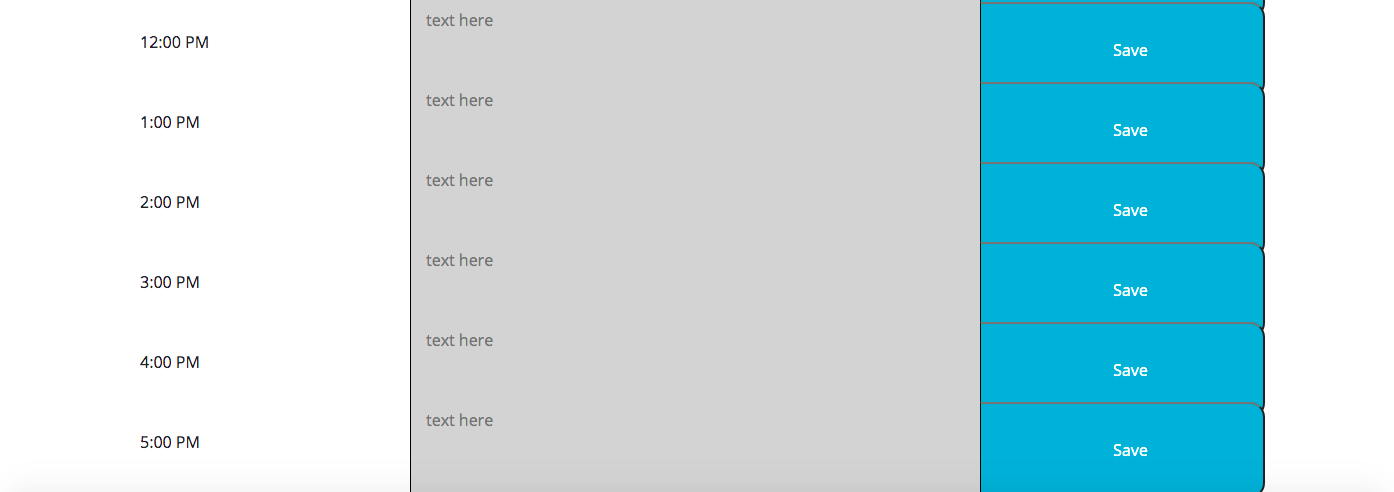 text here
12:00 PM
Save
text here
1:00 PM
Save
text here
2:00 PM
Save
text here
3:00 PM
Save
text here
4:00 PM
Save
text here
5:00 PM
Save